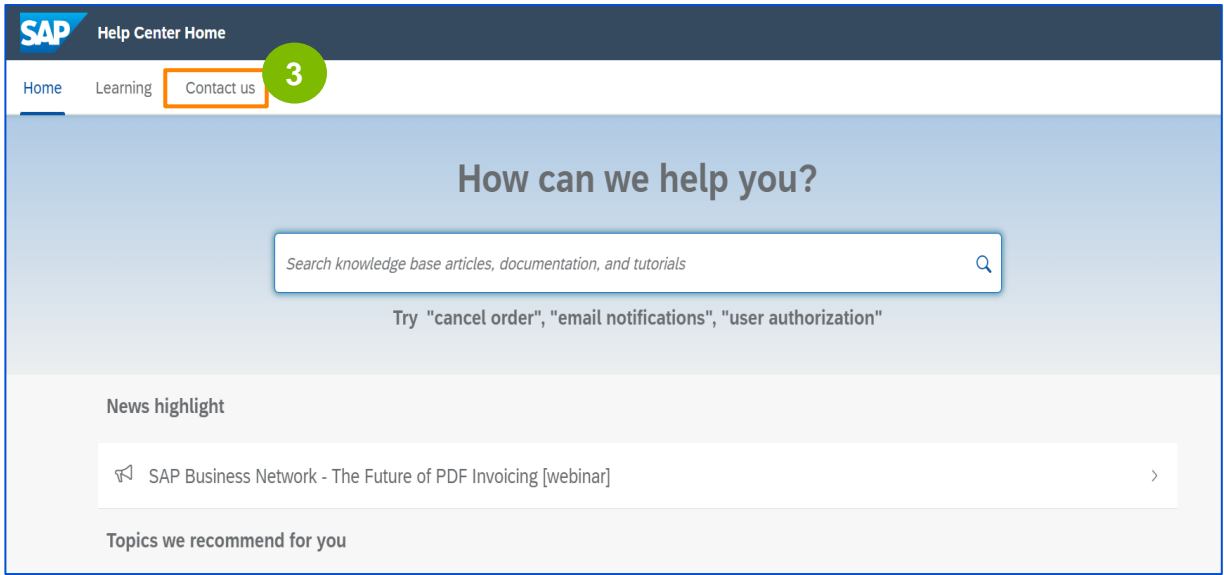 SAP Help Center Home
Home Learning Contact us 3
How can we help you?
Search knowledge base articles, documentation, and tutorials
Try "cancel order", "email notifications", "user authorization"
News highlight
SAP Business Network - The Future of PDF Invoicing [webinar]
Topics we recommend for you